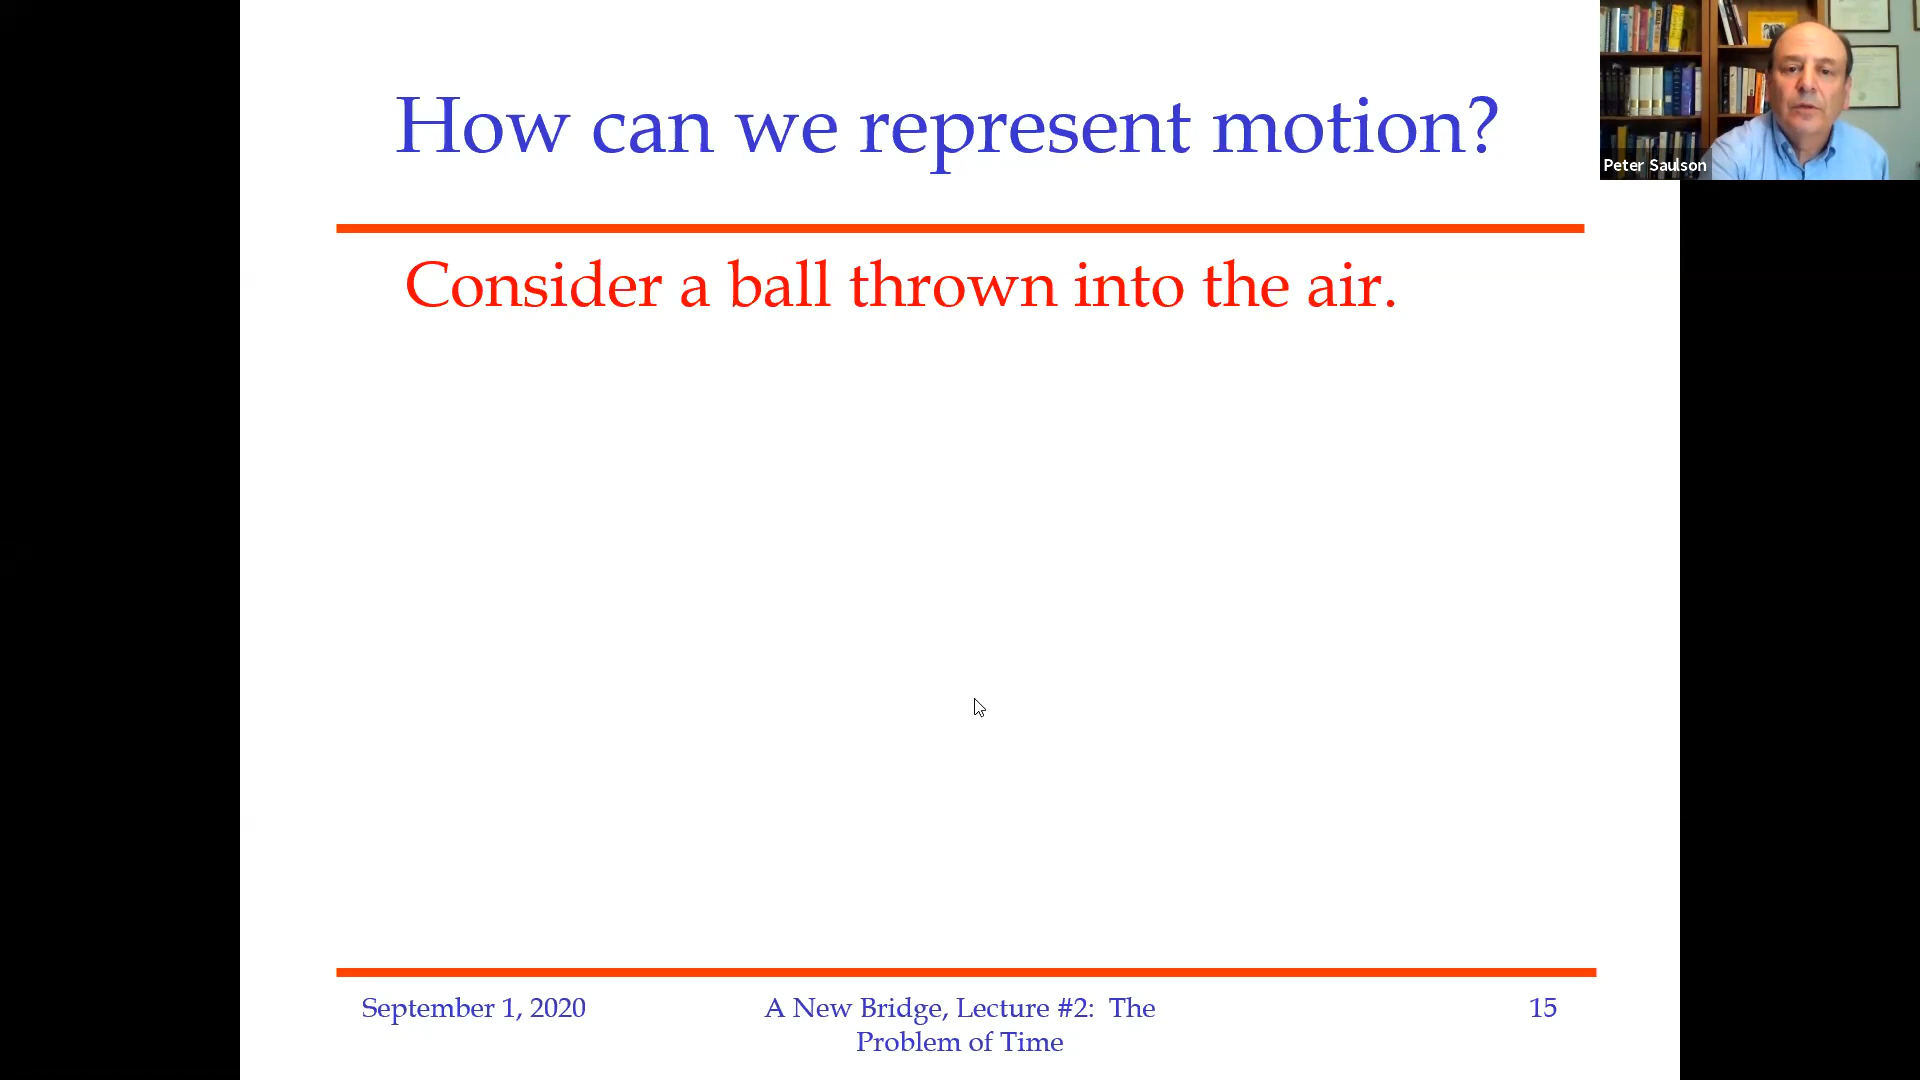 How can we represent motion?
Peter Saulson
Consider a ball thrown into the air.
September 1, 2020
A New Bridge, Lecture #2: The
Problem of Time
15